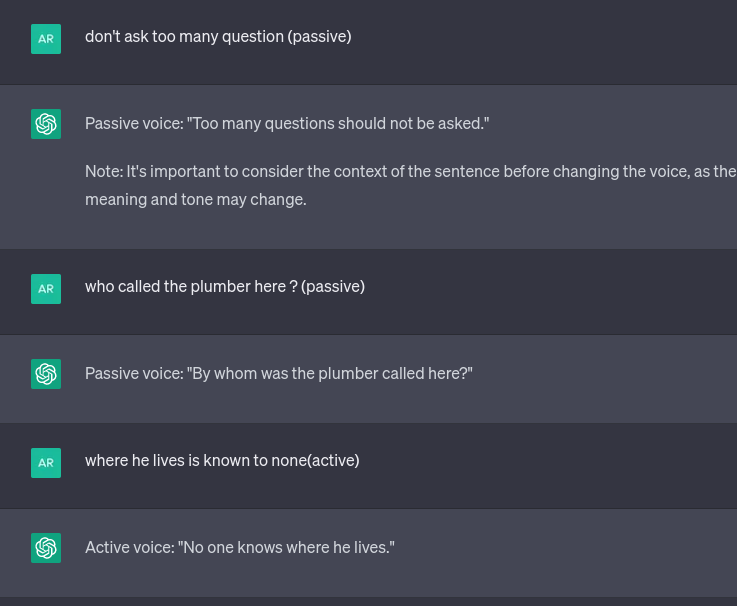 AR don't ask too many question (passive)
Passive voice: "Too many questions should not be asked."
Note: It's important to consider the context of the sentence before changing the voice, as the
meaning and tone may change.
AR who called the plumber here ? (passive)
Passive voice: "By whom was the plumber called here?"
AR where he lives is known to none(active)
Active voice: "No one knows where he lives."